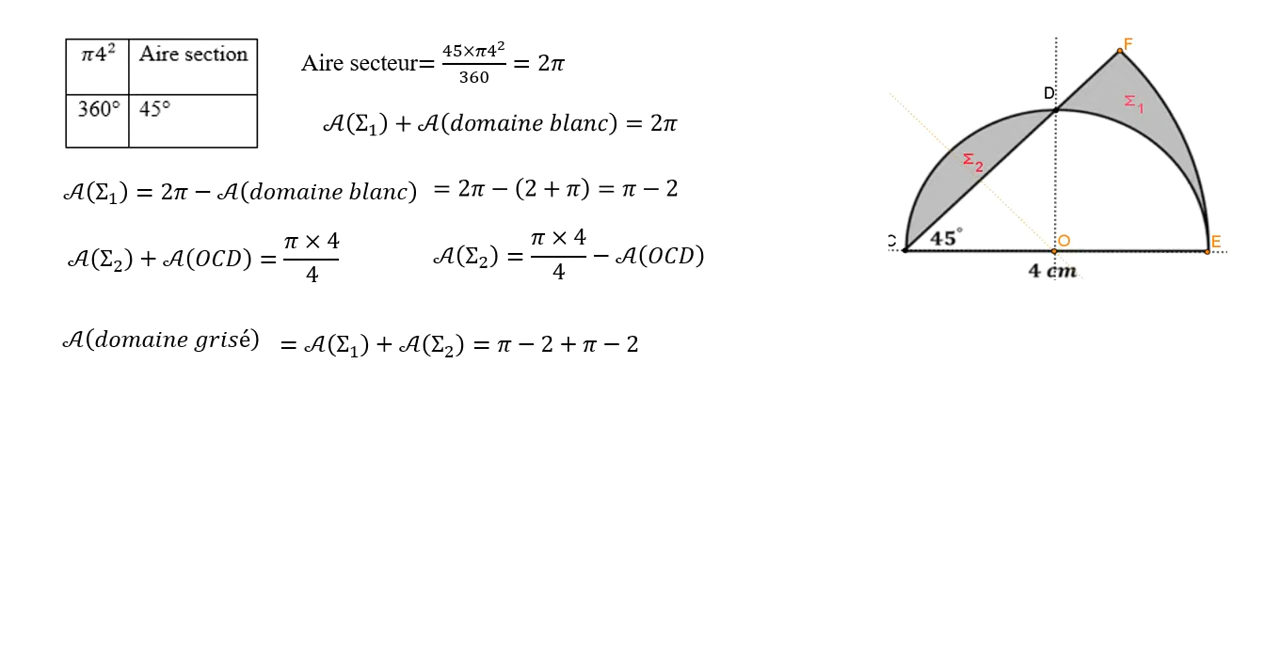 π4² Aire section
360° 45°
Aire secteur= 45×π4²/360 = 2π
𝒜(Σ₁) + 𝒜(domaine blanc) = 2π
𝒜(Σ₁) = 2π − 𝒜(domaine blanc) = 2π − (2 + π) = π − 2
𝒜(Σ₂) + 𝒜(OCD) = π × 4/4
𝒜(Σ₂) = π × 4/4 − 𝒜(OCD)
𝒜(domaine grisé) = 𝒜(Σ₁) + 𝒜(Σ₂) = π − 2 + π − 2
F
D
Σ₁
Σ₂
C 45° O E
4 cm